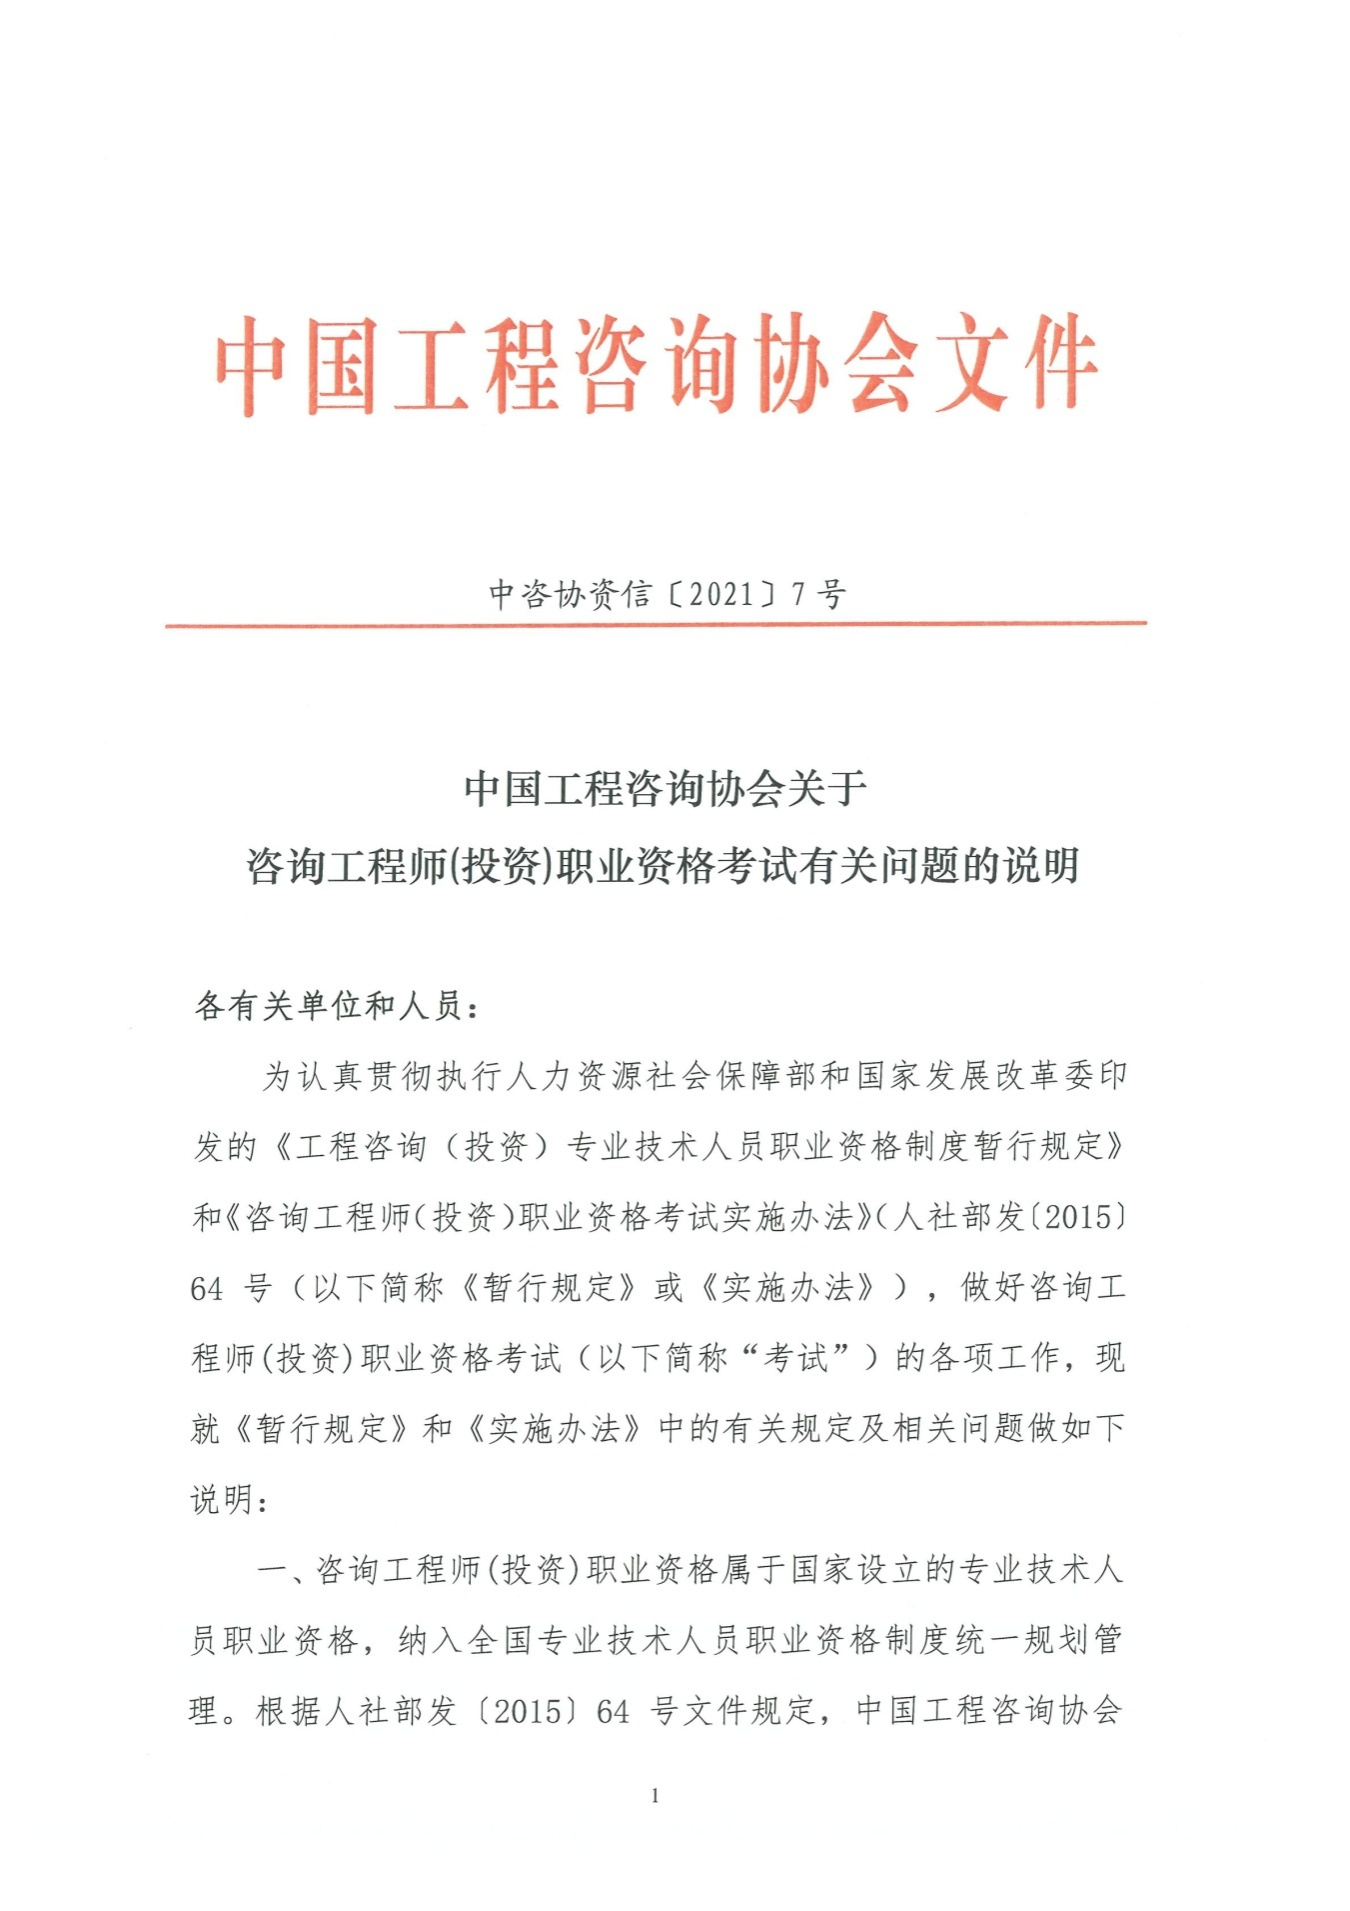 中国工程咨询协会文件
中咨协资信〔2021〕7号
中国工程咨询协会关于
咨询工程师(投资)职业资格考试有关问题的说明
各有关单位和人员：
为认真贯彻执行人力资源社会保障部和国家发展改革委印
发的《工程咨询（投资）专业技术人员职业资格制度暂行规定》
和《咨询工程师(投资)职业资格考试实施办法》(人社部发〔2015〕
64 号（以下简称《暂行规定》或《实施办法》），做好咨询工
程师(投资)职业资格考试（以下简称“考试”）的各项工作，现
就《暂行规定》和《实施办法》中的有关规定及相关问题做如下
说明：
一、咨询工程师(投资)职业资格属于国家设立的专业技术人
员职业资格，纳入全国专业技术人员职业资格制度统一规划管
理。根据人社部发〔2015〕64 号文件规定，中国工程咨询协会
1